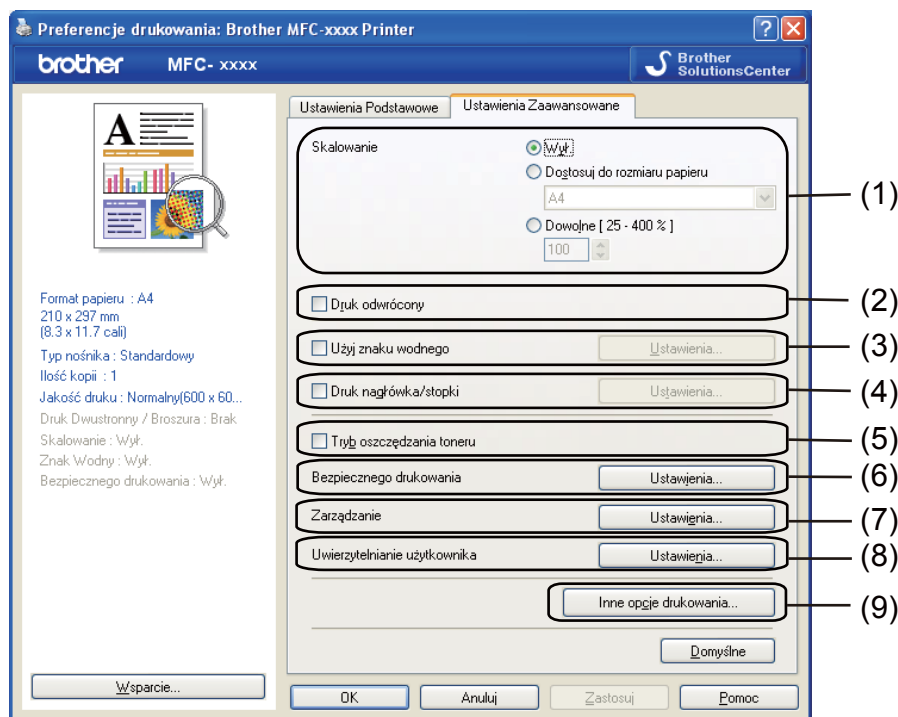 Preferencje drukowania: Brother MFC-xxxx Printer
brother MFC- xxxx
Brother
SolutionsCenter
A
Format papieru : A4
210 x 297 mm
(8.3 x 11.7 cali)
Typ nośnika : Standardowy
Ilość kopii : 1
Jakość druku : Normalny(600 x 60...
Druk Dwustronny / Broszura : Brak
Skalowanie : Wył.
Znak Wodny : Wył.
Bezpiecznego drukowania : Wył.
Wsparcie...
Ustawienia Podstawowe
Ustawienia Zaawansowane
Skalowanie
Wył.
Dostosuj do rozmiaru papieru
A4
Dowolne [ 25 - 400 % ]
100
(1)
Druk odwrócony
(2)
Użyj znaku wodnego Ustawienia...
(3)
Druk nagłówka/stopki Ustawienia...
(4)
Tryb oszczędzania toneru
(5)
Bezpiecznego drukowania Ustawienia...
(6)
Zarządzanie Ustawienia...
(7)
Uwierzytelnianie użytkownika Ustawienia...
(8)
Inne opcje drukowania...
(9)
Domyślne
OK Anuluj Zastosuj Pomoc